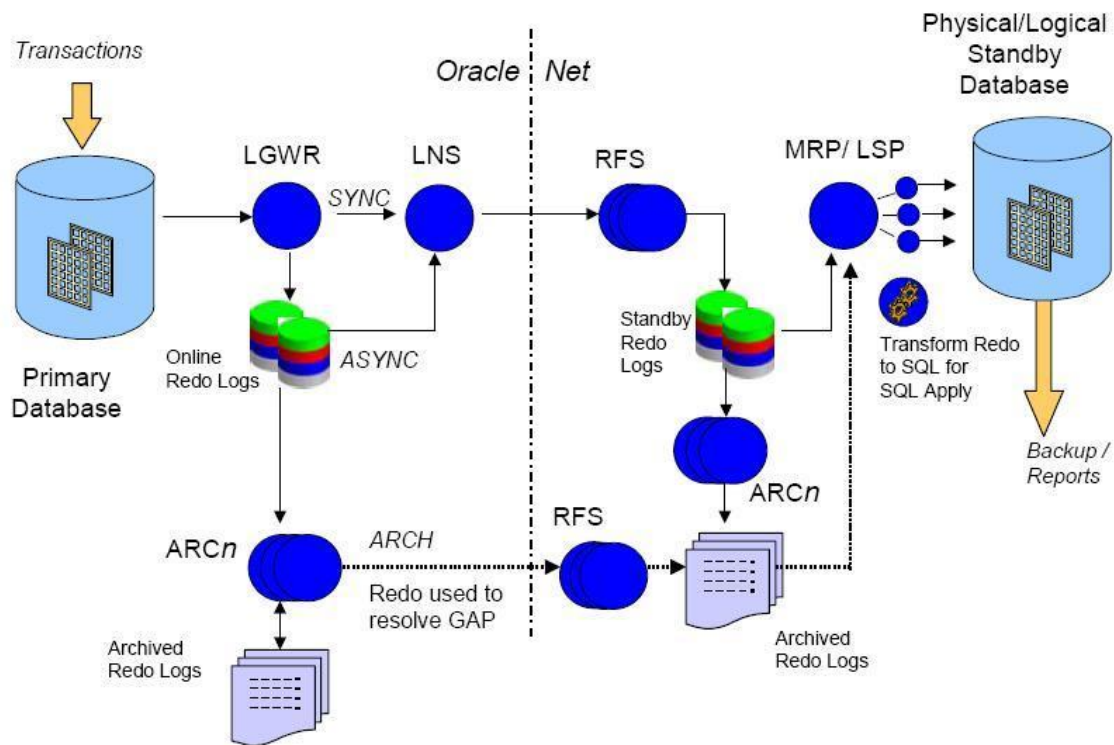 Transactions
Oracle
Net
Physical/Logical
Standby
Database
LGWR
LNS
RFS
MRP/ LSP
SYNC
Online
Redo Logs
ASYNC
Standby
Redo
Logs
Transform Redo
to SQL for
SQL Apply
Primary
Database
Backup /
Reports
ARCn
ARCn
ARCH
RFS
Redo used to
resolve GAP
Archived
Redo Logs
Archived
Redo Logs